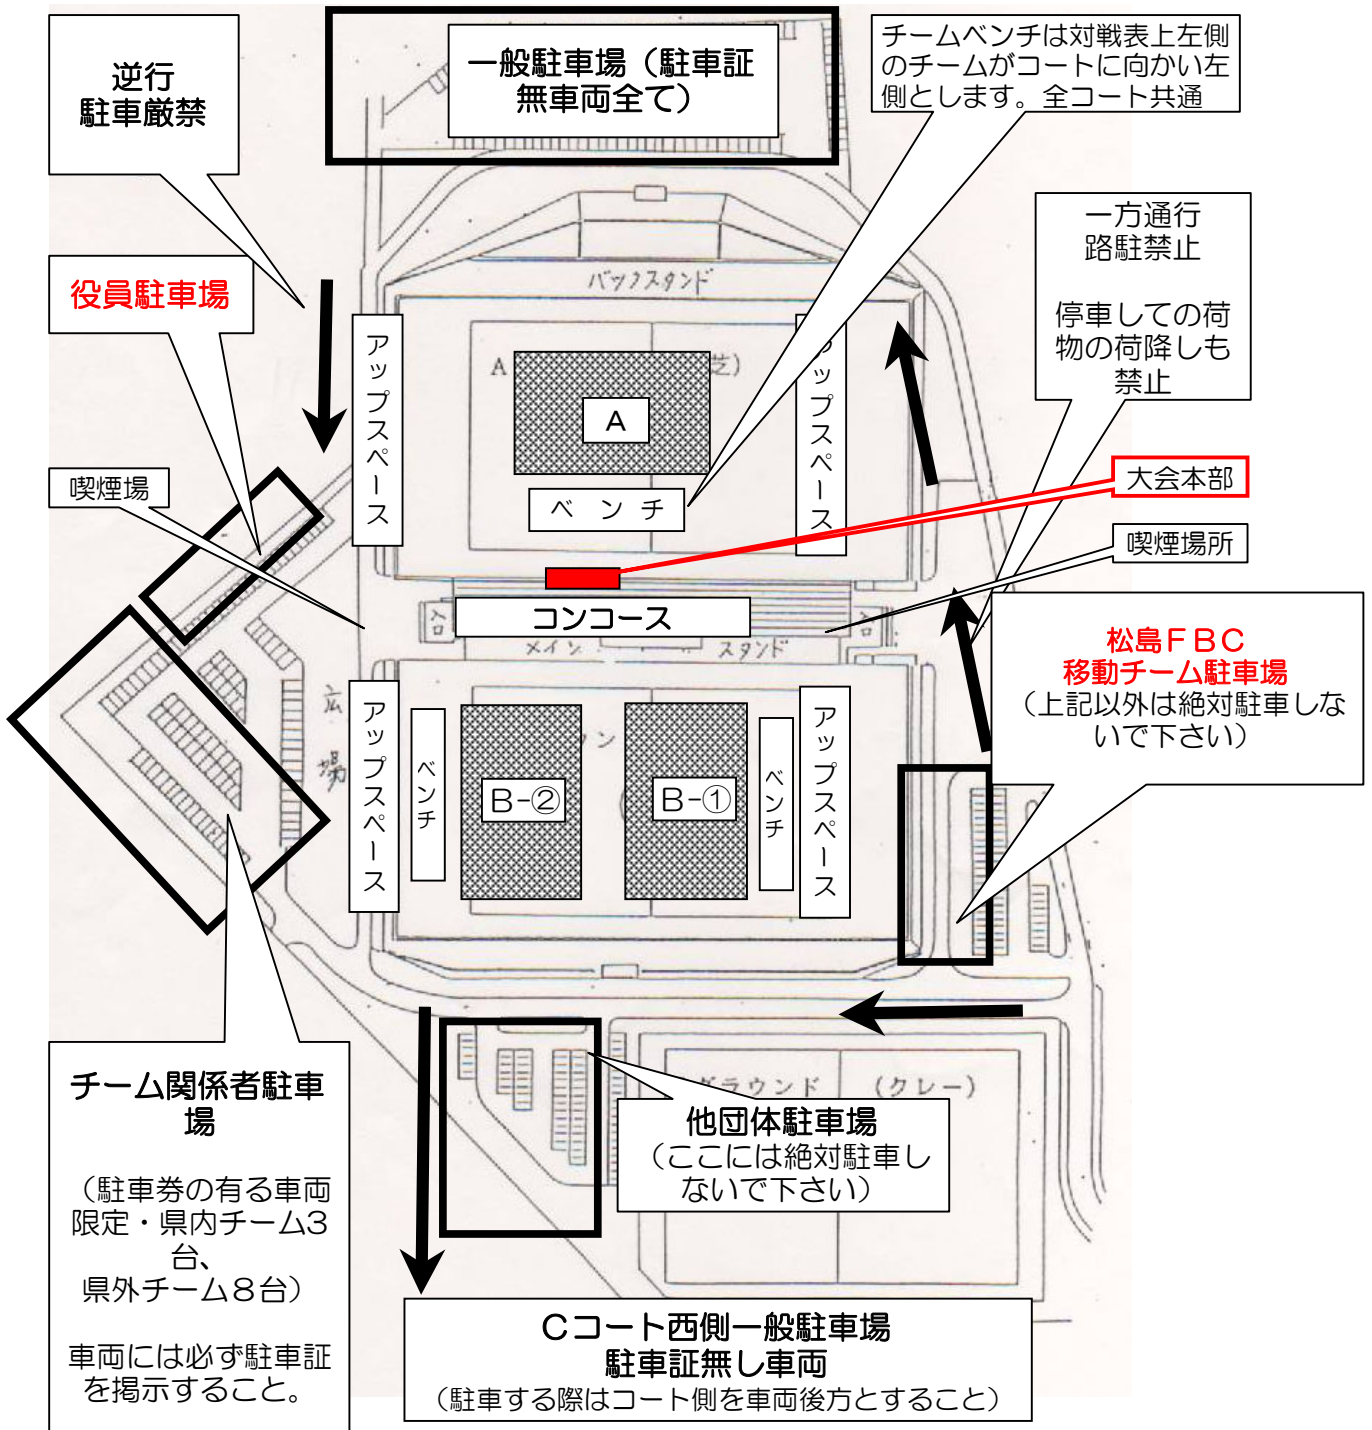 逆行
駐車厳禁
一般駐車場（駐車証
無車両全て）
チームベンチは対戦表上左側
のチームがコートに向かい左
側とします。全コート共通
一方通行
路駐禁止
停車しての荷
物の荷降しも
禁止
役員駐車場
バックスタンド
アップスペース
A
芝）
A
アップスペース
ベンチ
大会本部
喫煙場
喫煙場所
コンコース
メイン
スタンド
松島ＦＢＣ
移動チーム駐車場
（上記以外は絶対駐車しな
いで下さい）
広場
アップスペース
ベンチ
B-②
ン
B-①
ベンチ
アップスペース
チーム関係者駐車
場
（駐車券の有る車両
限定・県内チーム3
台、
県外チーム８台）
車両には必ず駐車証
を掲示すること。
グラウンド （クレー）
他団体駐車場
（ここには絶対駐車し
ないで下さい）
Ｃコート西側一般駐車場
駐車証無し車両
（駐車する際はコート側を車両後方とすること）